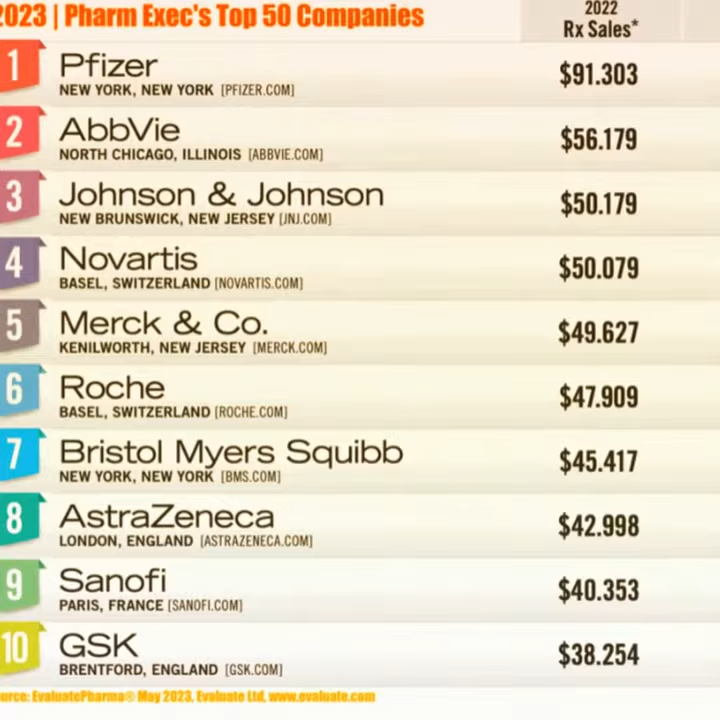 2023 | Pharm Exec's Top 50 Companies
2022
Rx Sales*
1 Pfizer $91.303
NEW YORK, NEW YORK [PFIZER.COM]
2 AbbVie $56.179
NORTH CHICAGO, ILLINOIS [ABBVIE.COM]
3 Johnson & Johnson $50.179
NEW BRUNSWICK, NEW JERSEY [JNJ.COM]
4 Novartis $50.079
BASEL, SWITZERLAND [NOVARTIS.COM]
5 Merck & Co. $49.627
KENILWORTH, NEW JERSEY [MERCK.COM]
6 Roche $47.909
BASEL, SWITZERLAND [ROCHE.COM]
7 Bristol Myers Squibb $45.417
NEW YORK, NEW YORK [BMS.COM]
8 AstraZeneca $42.998
LONDON, ENGLAND [ASTRAZENECA.COM]
9 Sanofi $40.353
PARIS, FRANCE [SANOFI.COM]
10 GSK $38.254
BRENTFORD, ENGLAND [GSK.COM]
ource: EvaluatePharma® May 2023, Evaluate Ltd, www.evaluate.com